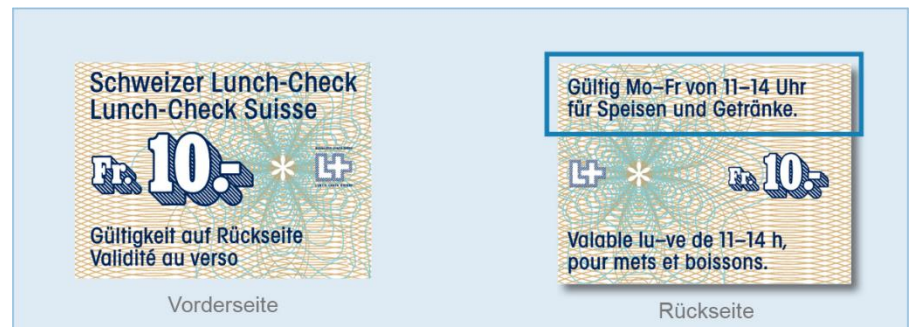 Schweizer Lunch-Check
Lunch-Check Suisse
Fr. 10.-
L+
Gültigkeit auf Rückseite
Validité au verso
Vorderseite
Gültig Mo–Fr von 11–14 Uhr
für Speisen und Getränke.
L+
Fr. 10.-
Valable lu–ve de 11–14 h,
pour mets et boissons.
Rückseite